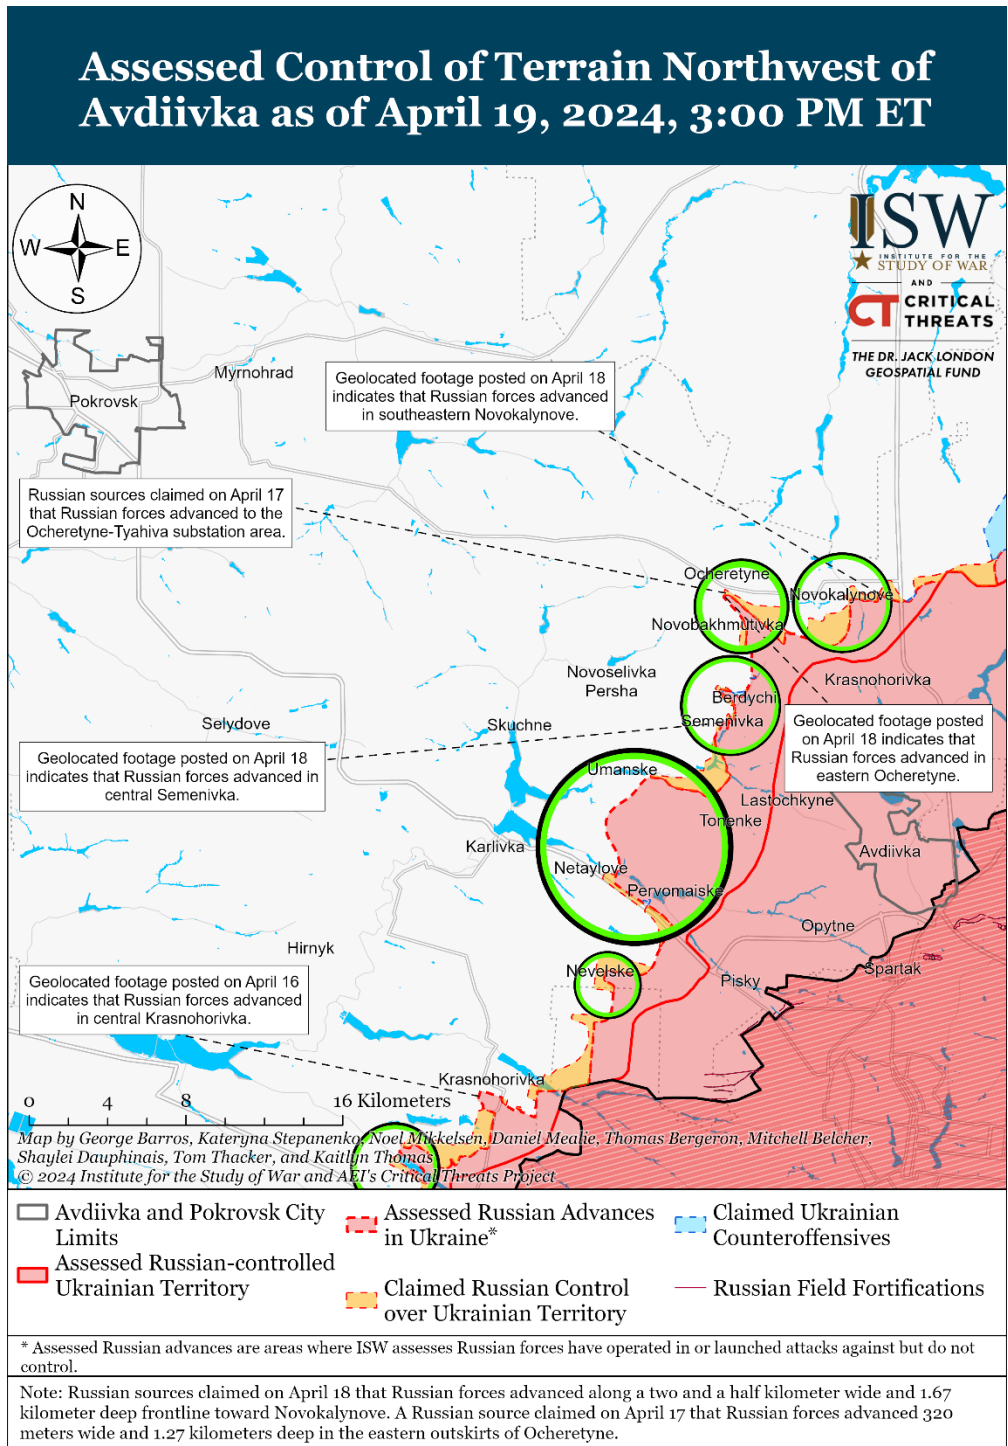 Assessed Control of Terrain Northwest of
Avdiivka as of April 19, 2024, 3:00 PM ET
N
W
E
S
ISW
INSTITUTE FOR THE
STUDY OF WAR
AND
CT CRITICAL
THREATS
THE DR. JACK LONDON
GEOSPATIAL FUND
Myrnohrad
Pokrovsk
Geolocated footage posted on April 18
indicates that Russian forces advanced
in southeastern Novokalynove.
Russian sources claimed on April 17
that Russian forces advanced to the
Ocheretyne-Tyahiva substation area.
Ocheretyne
Novokalynove
Novobakhmutivka
Novoselivka
Persha
Krasnohorivka
Berdychi
Semenivka
Selydove
Skuchne
Geolocated footage posted
on April 18 indicates that
Russian forces advanced in
eastern Ocheretyne.
Geolocated footage posted on April 18
indicates that Russian forces advanced in
central Semenivka.
Umanske
Lastochkyne
Tonenke
Karlivka
Avdiivka
Netaylove
Pervomaiske
Opytne
Hirnyk
Nevelske
Spartak
Pisky
Geolocated footage posted on April 16
indicates that Russian forces advanced
in central Krasnohorivka.
Krasnohorivka
0 4 8 16 Kilometers
Map by George Barros, Kateryna Stepanenko, Noel Mikkelsen, Daniel Mealie, Thomas Bergeron, Mitchell Belcher,
Shaylei Dauphinais, Tom Thacker, and Kaitlyn Thomas
© 2024 Institute for the Study of War and AEI's Critical Threats Project
Avdiivka and Pokrovsk City
Limits
Assessed Russian-controlled
Ukrainian Territory
Assessed Russian Advances
in Ukraine*
Claimed Russian Control
over Ukrainian Territory
Claimed Ukrainian
Counteroffensives
Russian Field Fortifications
* Assessed Russian advances are areas where ISW assesses Russian forces have operated in or launched attacks against but do not
control.
Note: Russian sources claimed on April 18 that Russian forces advanced along a two and a half kilometer wide and 1.67
kilometer deep frontline toward Novokalynove. A Russian source claimed on April 17 that Russian forces advanced 320
meters wide and 1.27 kilometers deep in the eastern outskirts of Ocheretyne.